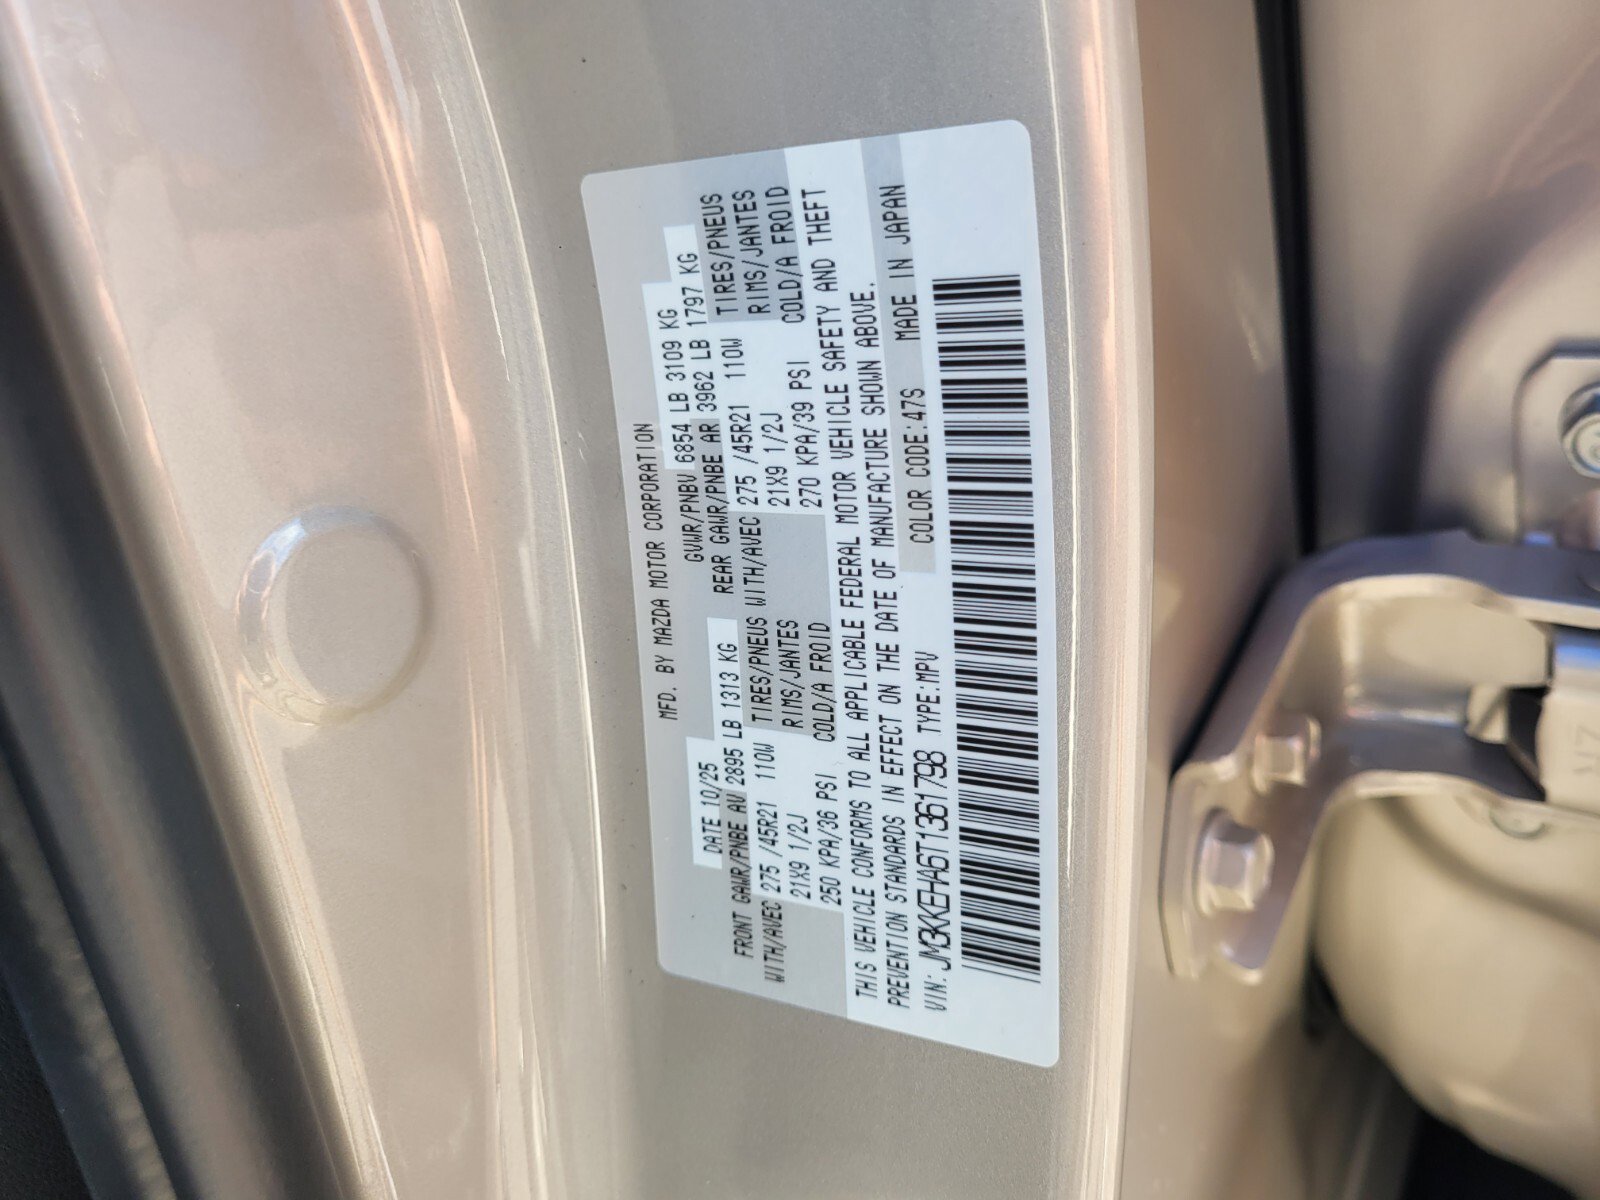 MFD. BY MAZDA MOTOR CORPORATION
DATE 10/25 GVWR/PNBV 6854 LB 3109 KG
FRONT GAWR/PNBE AV 2895 LB 1313 KG REAR GAWR/PNBE AR 3962 LB 1797 KG
WITH/AVEC 275 /45R21 110W TIRES/PNEUS WITH/AVEC 275 /45R21 110W TIRES/PNEUS
21X9 1/2J RIMS/JANTES 21X9 1/2J RIMS/JANTES
250 KPA/36 PSI COLD/A FROID 270 KPA/39 PSI COLD/A FROID
THIS VEHICLE CONFORMS TO ALL APPLICABLE FEDERAL MOTOR VEHICLE SAFETY AND THEFT
PREVENTION STANDARDS IN EFFECT ON THE DATE OF MANUFACTURE SHOWN ABOVE.
VIN: JM3KKEHA6T1361798 TYPE:MPV COLOR CODE:47S MADE IN JAPAN